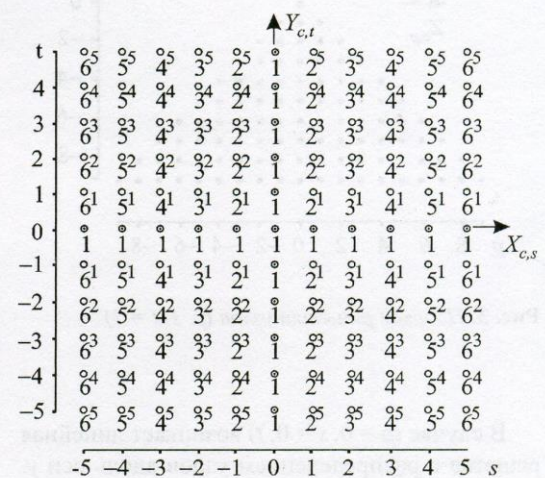 Y_{c,t}
t 6⁵ 5⁵ 4⁵ 3⁵ 2⁵ 1 2⁵ 3⁵ 4⁵ 5⁵ 6⁵
4 6⁴ 5⁴ 4⁴ 3⁴ 2⁴ 1 2⁴ 3⁴ 4⁴ 5⁴ 6⁴
3 6³ 5³ 4³ 3³ 2³ 1 2³ 3³ 4³ 5³ 6³
2 6² 5² 4² 3² 2² 1 2² 3² 4² 5² 6²
1 6¹ 5¹ 4¹ 3¹ 2¹ 1 2¹ 3¹ 4¹ 5¹ 6¹
0 1 1 1 1 1 1 1 1 1 1 1 X_{c,s}
−1 6¹ 5¹ 4¹ 3¹ 2¹ 1 2¹ 3¹ 4¹ 5¹ 6¹
−2 6² 5² 4² 3² 2² 1 2² 3² 4² 5² 6²
−3 6³ 5³ 4³ 3³ 2³ 1 2³ 3³ 4³ 5³ 6³
−4 6⁴ 5⁴ 4⁴ 3⁴ 2⁴ 1 2⁴ 3⁴ 4⁴ 5⁴ 6⁴
−5 6⁵ 5⁵ 4⁵ 3⁵ 2⁵ 1 2⁵ 3⁵ 4⁵ 5⁵ 6⁵
-5 -4 -3 -2 -1 0 1 2 3 4 5 s